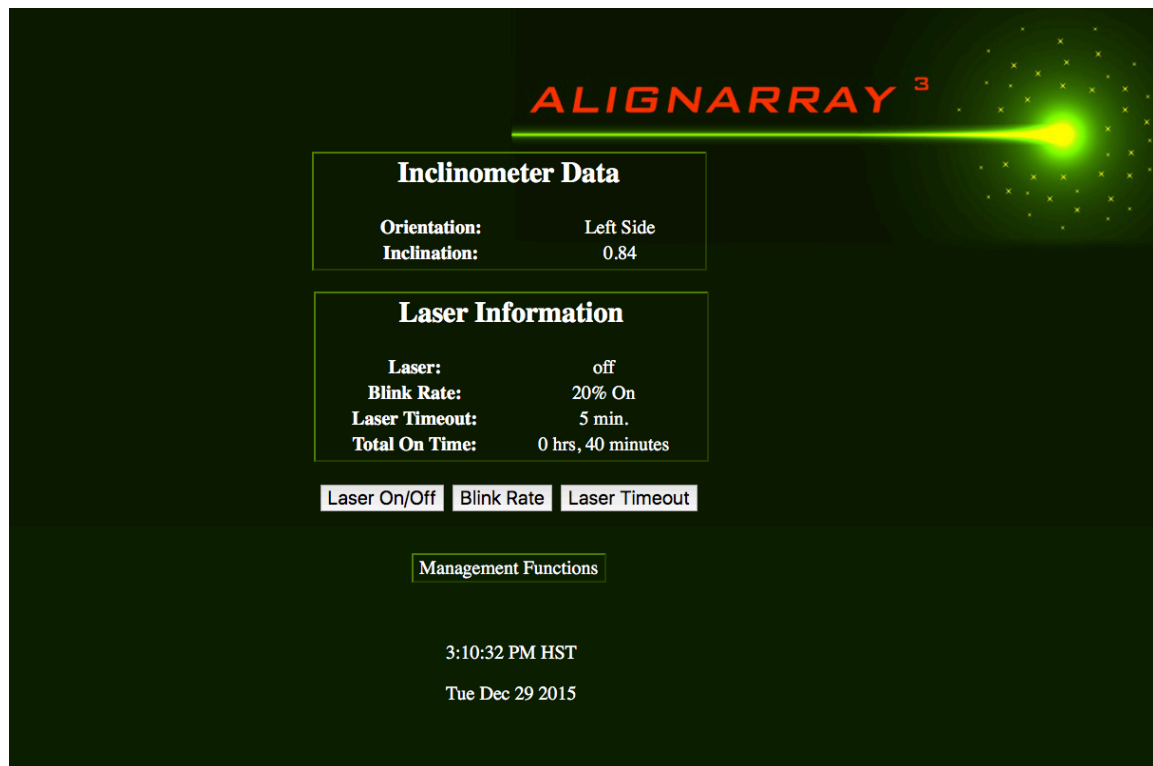 ALIGNARRAY 3
Inclinometer Data
Orientation: Left Side
Inclination: 0.84
Laser Information
Laser: off
Blink Rate: 20% On
Laser Timeout: 5 min.
Total On Time: 0 hrs, 40 minutes
Laser On/Off Blink Rate Laser Timeout
Management Functions
3:10:32 PM HST
Tue Dec 29 2015